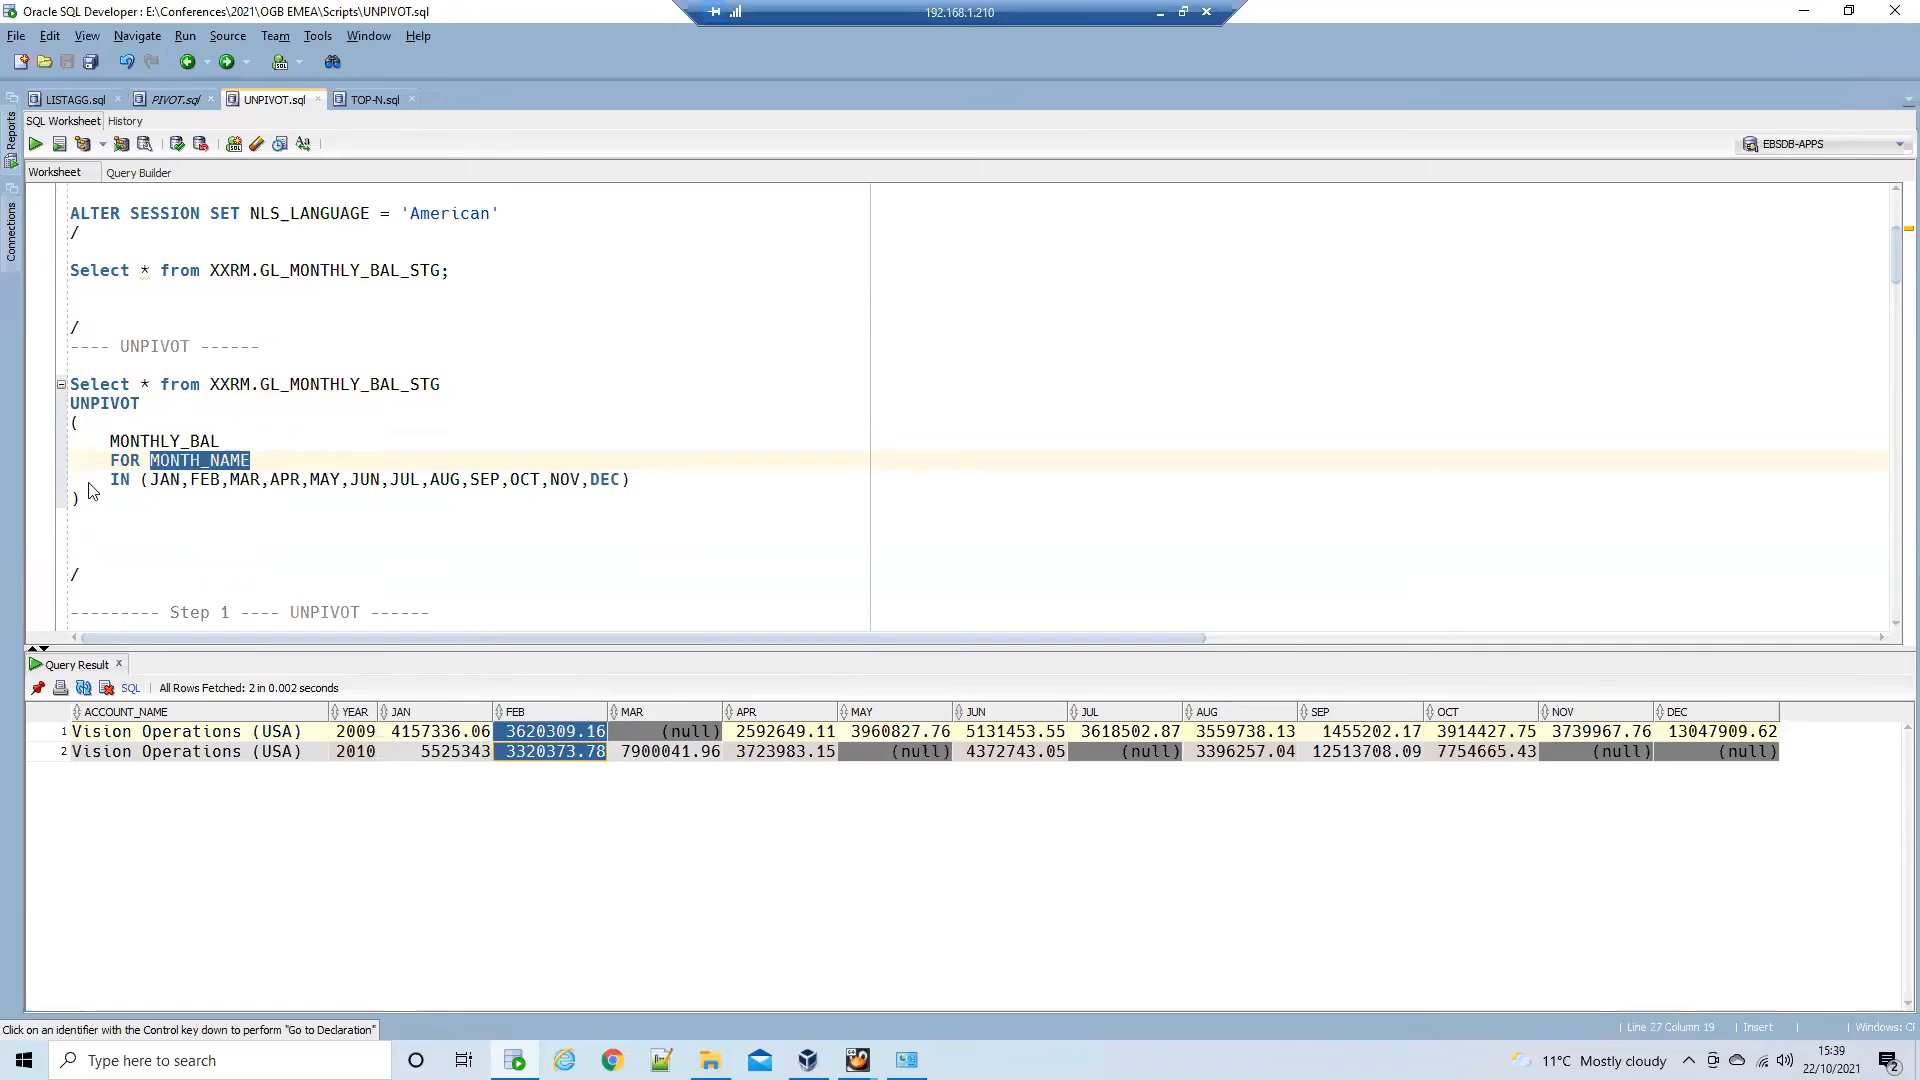 Oracle SQL Developer : E:\Conferences\2021\OGB EMEA\Scripts\UNPIVOT.sql
192.168.1.210
File Edit View Navigate Run Source Team Tools Window Help
LISTAGG.sql PIVOT.sql UNPIVOT.sql TOP-N.sql
Reports
Connections
SQL Worksheet History
EBSDB-APPS
Worksheet Query Builder
ALTER SESSION SET NLS_LANGUAGE = 'American'
/
Select * from XXRM.GL_MONTHLY_BAL_STG;
/
---- UNPIVOT ------
Select * from XXRM.GL_MONTHLY_BAL_STG
UNPIVOT
(
MONTHLY_BAL
FOR MONTH_NAME
IN (JAN,FEB,MAR,APR,MAY,JUN,JUL,AUG,SEP,OCT,NOV,DEC)
)
/
--------- Step 1 ---- UNPIVOT ------
Query Result
SQL All Rows Fetched: 2 in 0.002 seconds
ACCOUNT_NAME YEAR JAN FEB MAR APR MAY JUN JUL AUG SEP OCT NOV DEC
1 Vision Operations (USA) 2009 4157336.06 3620309.16 (null) 2592649.11 3960827.76 5131453.55 3618502.87 3559738.13 1455202.17 3914427.75 3739967.76 13047909.62
2 Vision Operations (USA) 2010 5525343 3320373.78 7900041.96 3723983.15 (null) 4372743.05 (null) 3396257.04 12513708.09 7754665.43 (null) (null)
Click on an identifier with the Control key down to perform "Go to Declaration"
Line 27 Column 19 Insert Windows:
Type here to search
11°C Mostly cloudy
15:39
22/10/2021
2